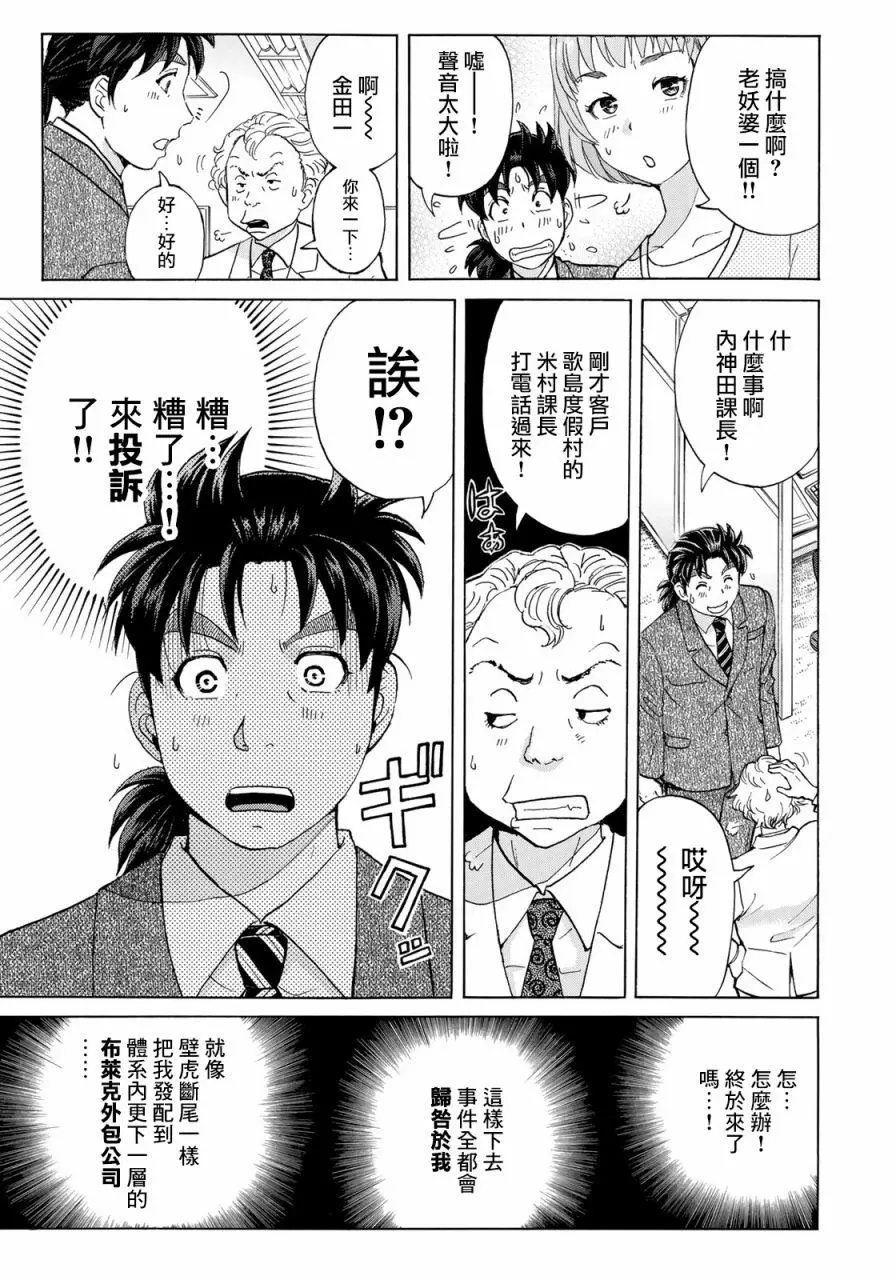 搞什麼啊?
老妖婆一個!!
噓——!
聲音太大啦!
啊~~
金田一
你來一下…
好…好的
什
什麼事啊
內神田課長!
哎呀~~~
~~~~~
剛才客戶
歌島度假村的
米村課長
打電話過來!
はぁ
誒!?
糟…
糟了…!
來投訴
了!!
ギクッ
怎…
怎麼辦!
終於來了
嗎…!
這樣下去
事件全都會
歸咎於我
就像
壁虎斷尾一樣
把我發配到
體系內更下一層的
布萊克外包公司
……